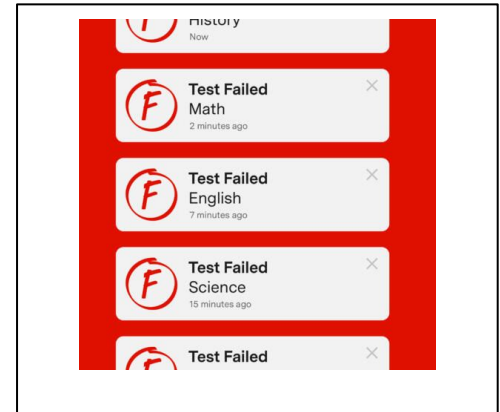 History
Now
F
Test Failed
Math
2 minutes ago
F
Test Failed
English
7 minutes ago
F
Test Failed
Science
15 minutes ago
Test Failed